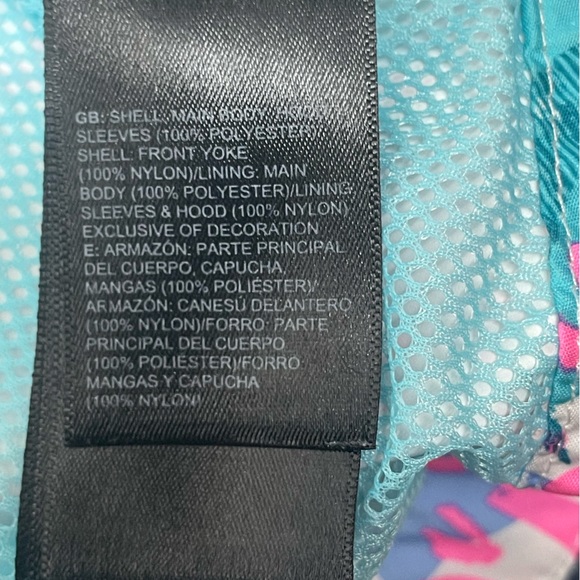 GB: SHELL: MAIN BODY, HOOD &
SLEEVES (100% POLYESTER)/
SHELL: FRONT YOKE
(100% NYLON)/LINING: MAIN
BODY (100% POLYESTER)/LINING:
SLEEVES & HOOD (100% NYLON)
EXCLUSIVE OF DECORATION
E: ARMAZÓN: PARTE PRINCIPAL
DEL CUERPO, CAPUCHA,
MANGAS (100% POLIÉSTER)/
ARMAZÓN: CANESÚ DELANTERO
(100% NYLON)/FORRO: PARTE
PRINCIPAL DEL CUERPO
(100% POLIÉSTER)/FORRO
MANGAS Y CAPUCHA
(100% NYLON)